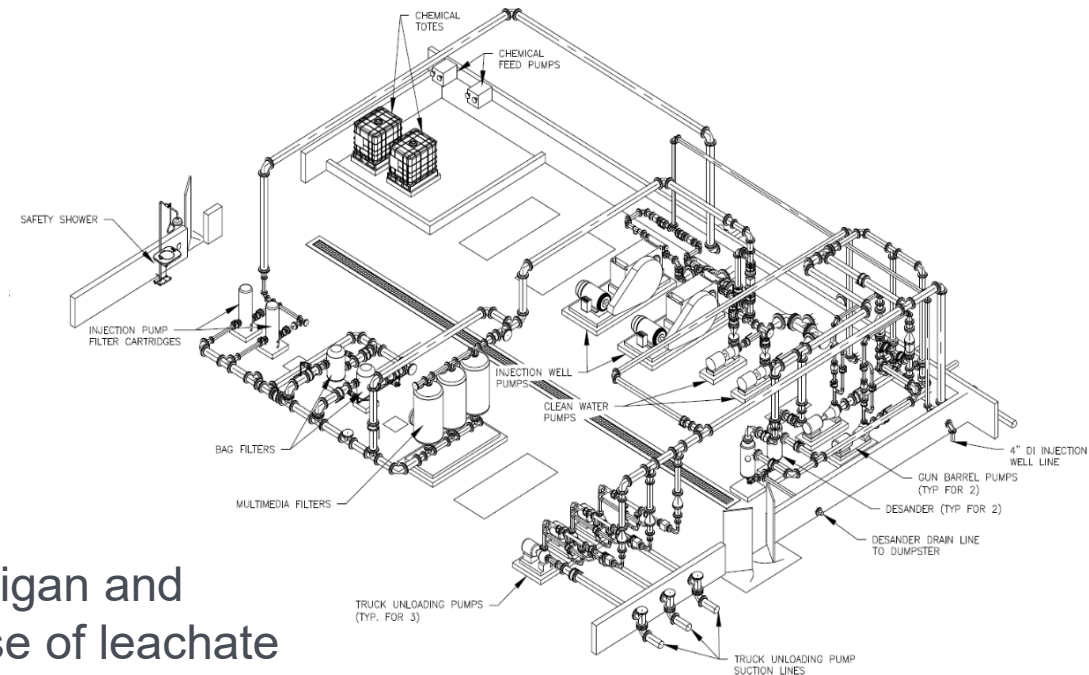 CHEMICAL
TOTES
CHEMICAL
FEED PUMPS
SAFETY SHOWER
INJECTION PUMP
FILTER CARTRIDGES
INJECTION WELL
PUMPS
CLEAN WATER
PUMPS
BAG FILTERS
MULTIMEDIA FILTERS
4" DI INJECTION
WELL LINE
GUN BARREL PUMPS
(TYP FOR 2)
DESANDER (TYP FOR 2)
DESANDER DRAIN LINE
TO DUMPSTER
TRUCK UNLOADING PUMPS
(TYP. FOR 3)
TRUCK UNLOADING PUMP
SUCTION LINES
igan and
se of leachate